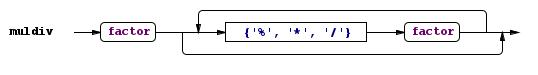 muldiv factor {'%', '*', '/'} factor